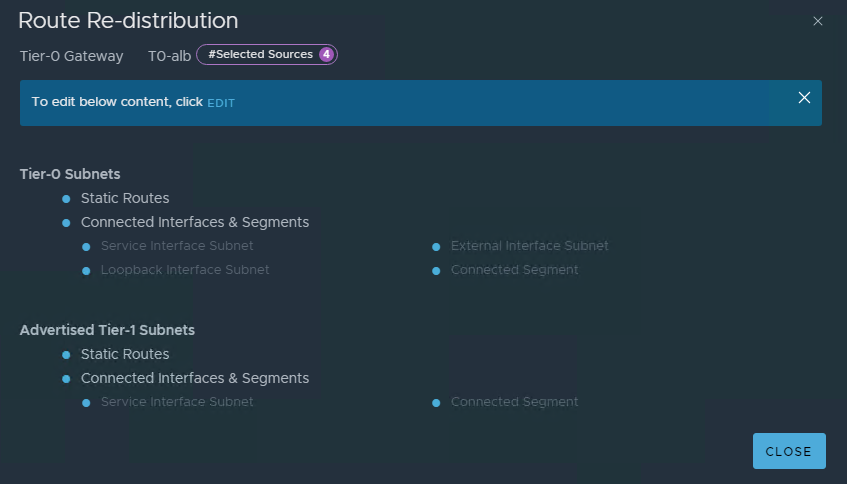 Route Re-distribution
Tier-0 Gateway T0-alb #Selected Sources 4
To edit below content, click EDIT
Tier-0 Subnets
Static Routes
Connected Interfaces & Segments
Service Interface Subnet External Interface Subnet
Loopback Interface Subnet Connected Segment
Advertised Tier-1 Subnets
Static Routes
Connected Interfaces & Segments
Service Interface Subnet Connected Segment
CLOSE